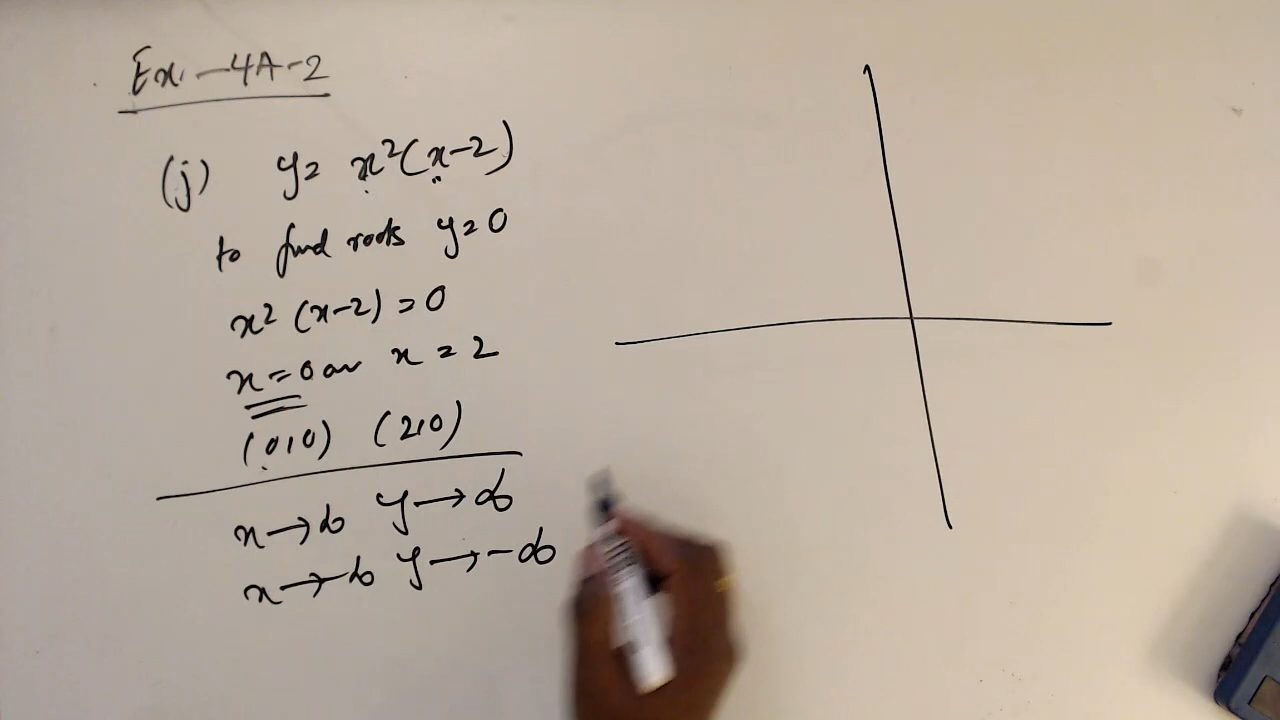 Ex. - 4A - 2
(j) y = x²(x-2)
to find roots y=0
x²(x-2) = 0
x = 0 or x = 2
(0,0) (2,0)
x → ∞ y → ∞
x → -∞ y → -∞